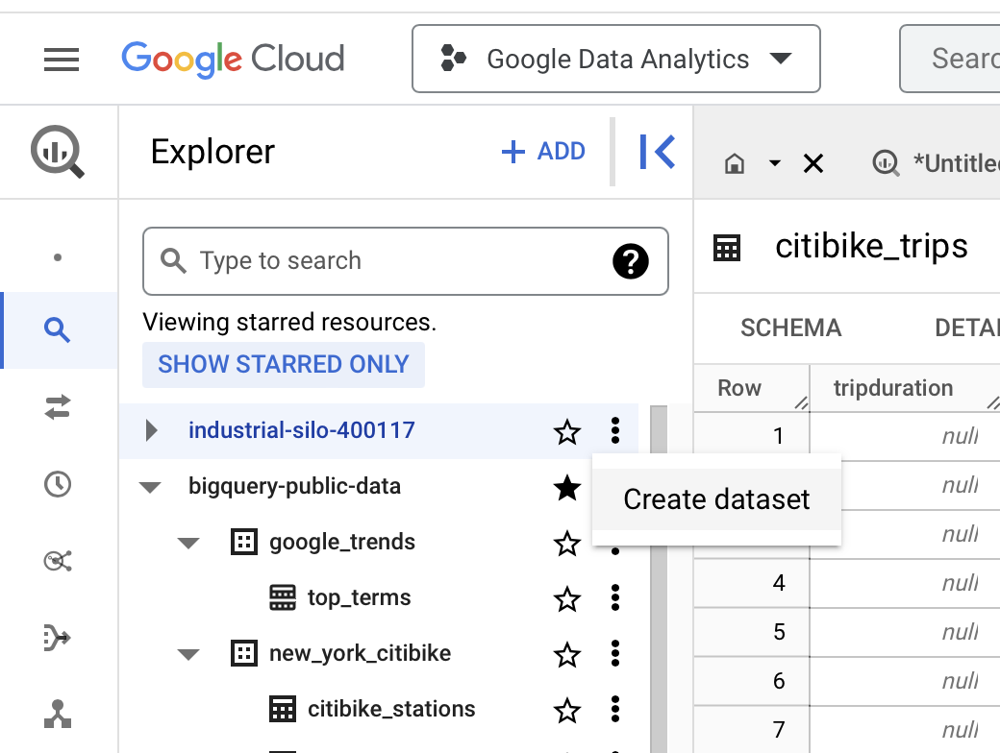 Google Cloud
Google Data Analytics
Searc
Explorer
+ ADD
*Untitle
Type to search
?
citibike_trips
Viewing starred resources.
SHOW STARRED ONLY
SCHEMA
DETAI
Row
tripduration
industrial-silo-400117
1
null
bigquery-public-data
null
Create dataset
google_trends
null
top_terms
4
null
5
null
new_york_citibike
6
null
citibike_stations
7
null